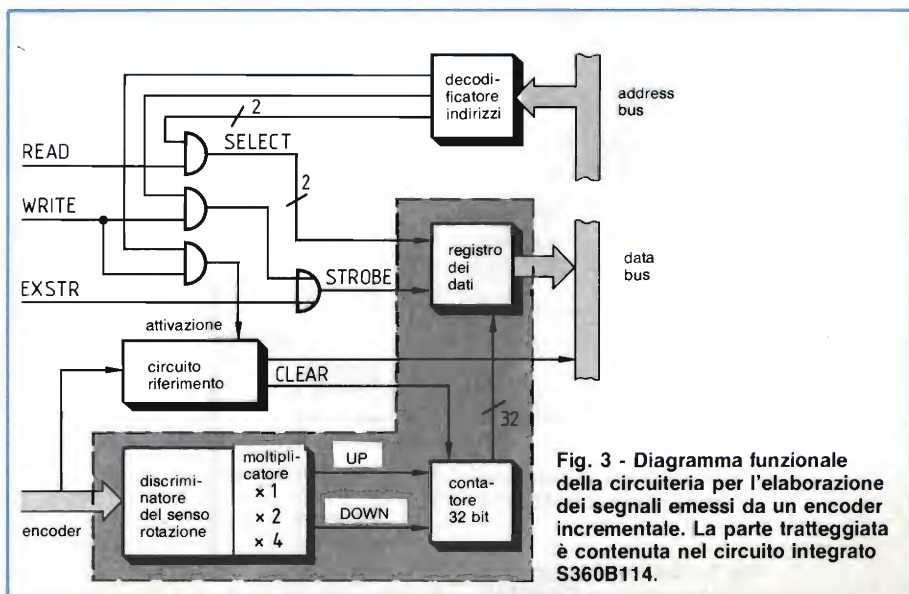 decodi-
ficatore
indirizzi
address
bus
2
READ
SELECT
2
WRITE
registro
dei
dati
data
bus
EXSTR
STROBE
attivazione
circuito
riferimento
CLEAR
32
discrimi-
natore
del senso
rotazione
moltipli-
catore
× 1
× 2
× 4
UP
DOWN
conta-
tore
32 bit
encoder
Fig. 3 - Diagramma funzionale
della circuiteria per l'elaborazione
dei segnali emessi da un encoder
incrementale. La parte tratteggiata
è contenuta nel circuito integrato
S360B114.